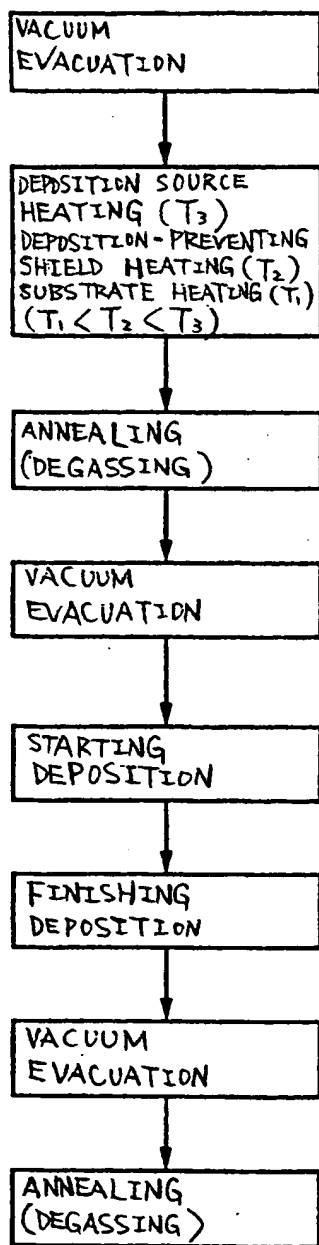 VACUUM
EVACUATION
DEPOSITION SOURCE
HEATING (T₃)
DEPOSITION-PREVENTING
SHIELD HEATING (T₂)
SUBSTRATE HEATING (T₁)
(T₁ < T₂ < T₃)
ANNEALING
(DEGASSING)
VACUUM
EVACUATION
STARTING
DEPOSITION
FINISHING
DEPOSITION
VACUUM
EVACUATION
ANNEALING
(DEGASSING)